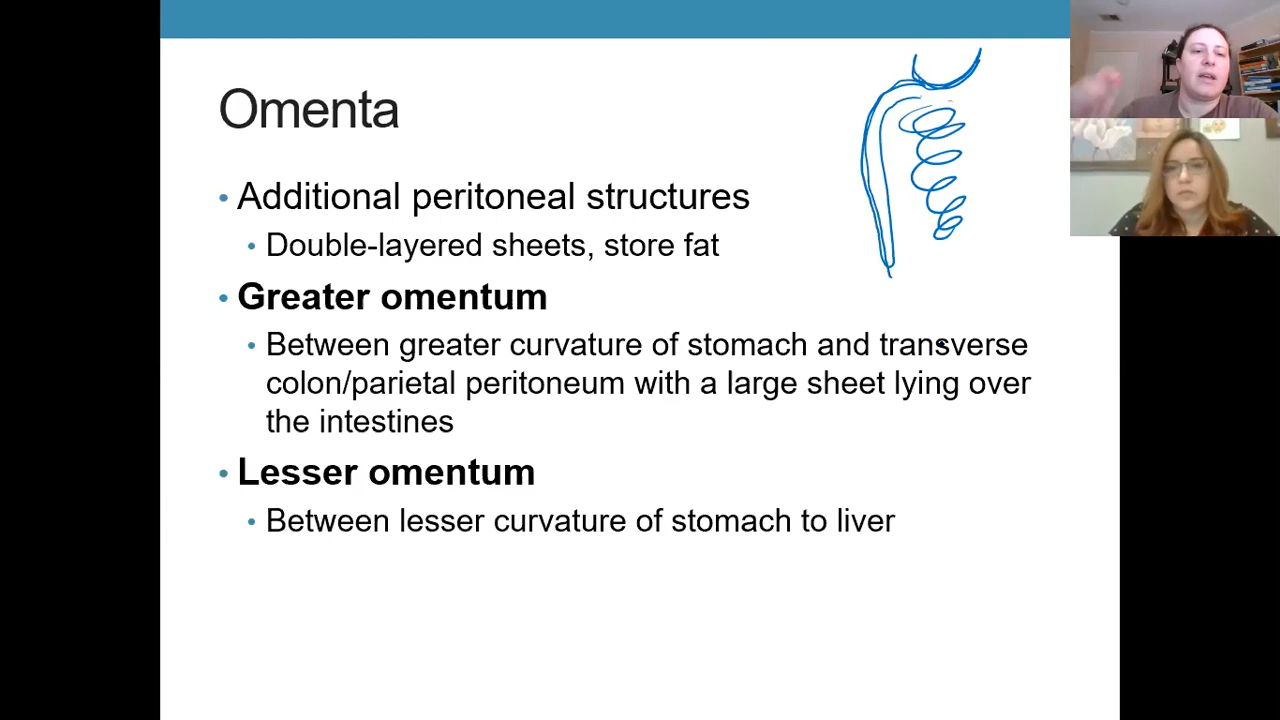 Omenta
• Additional peritoneal structures
• Double-layered sheets, store fat
• Greater omentum
• Between greater curvature of stomach and transverse
colon/parietal peritoneum with a large sheet lying over
the intestines
• Lesser omentum
• Between lesser curvature of stomach to liver